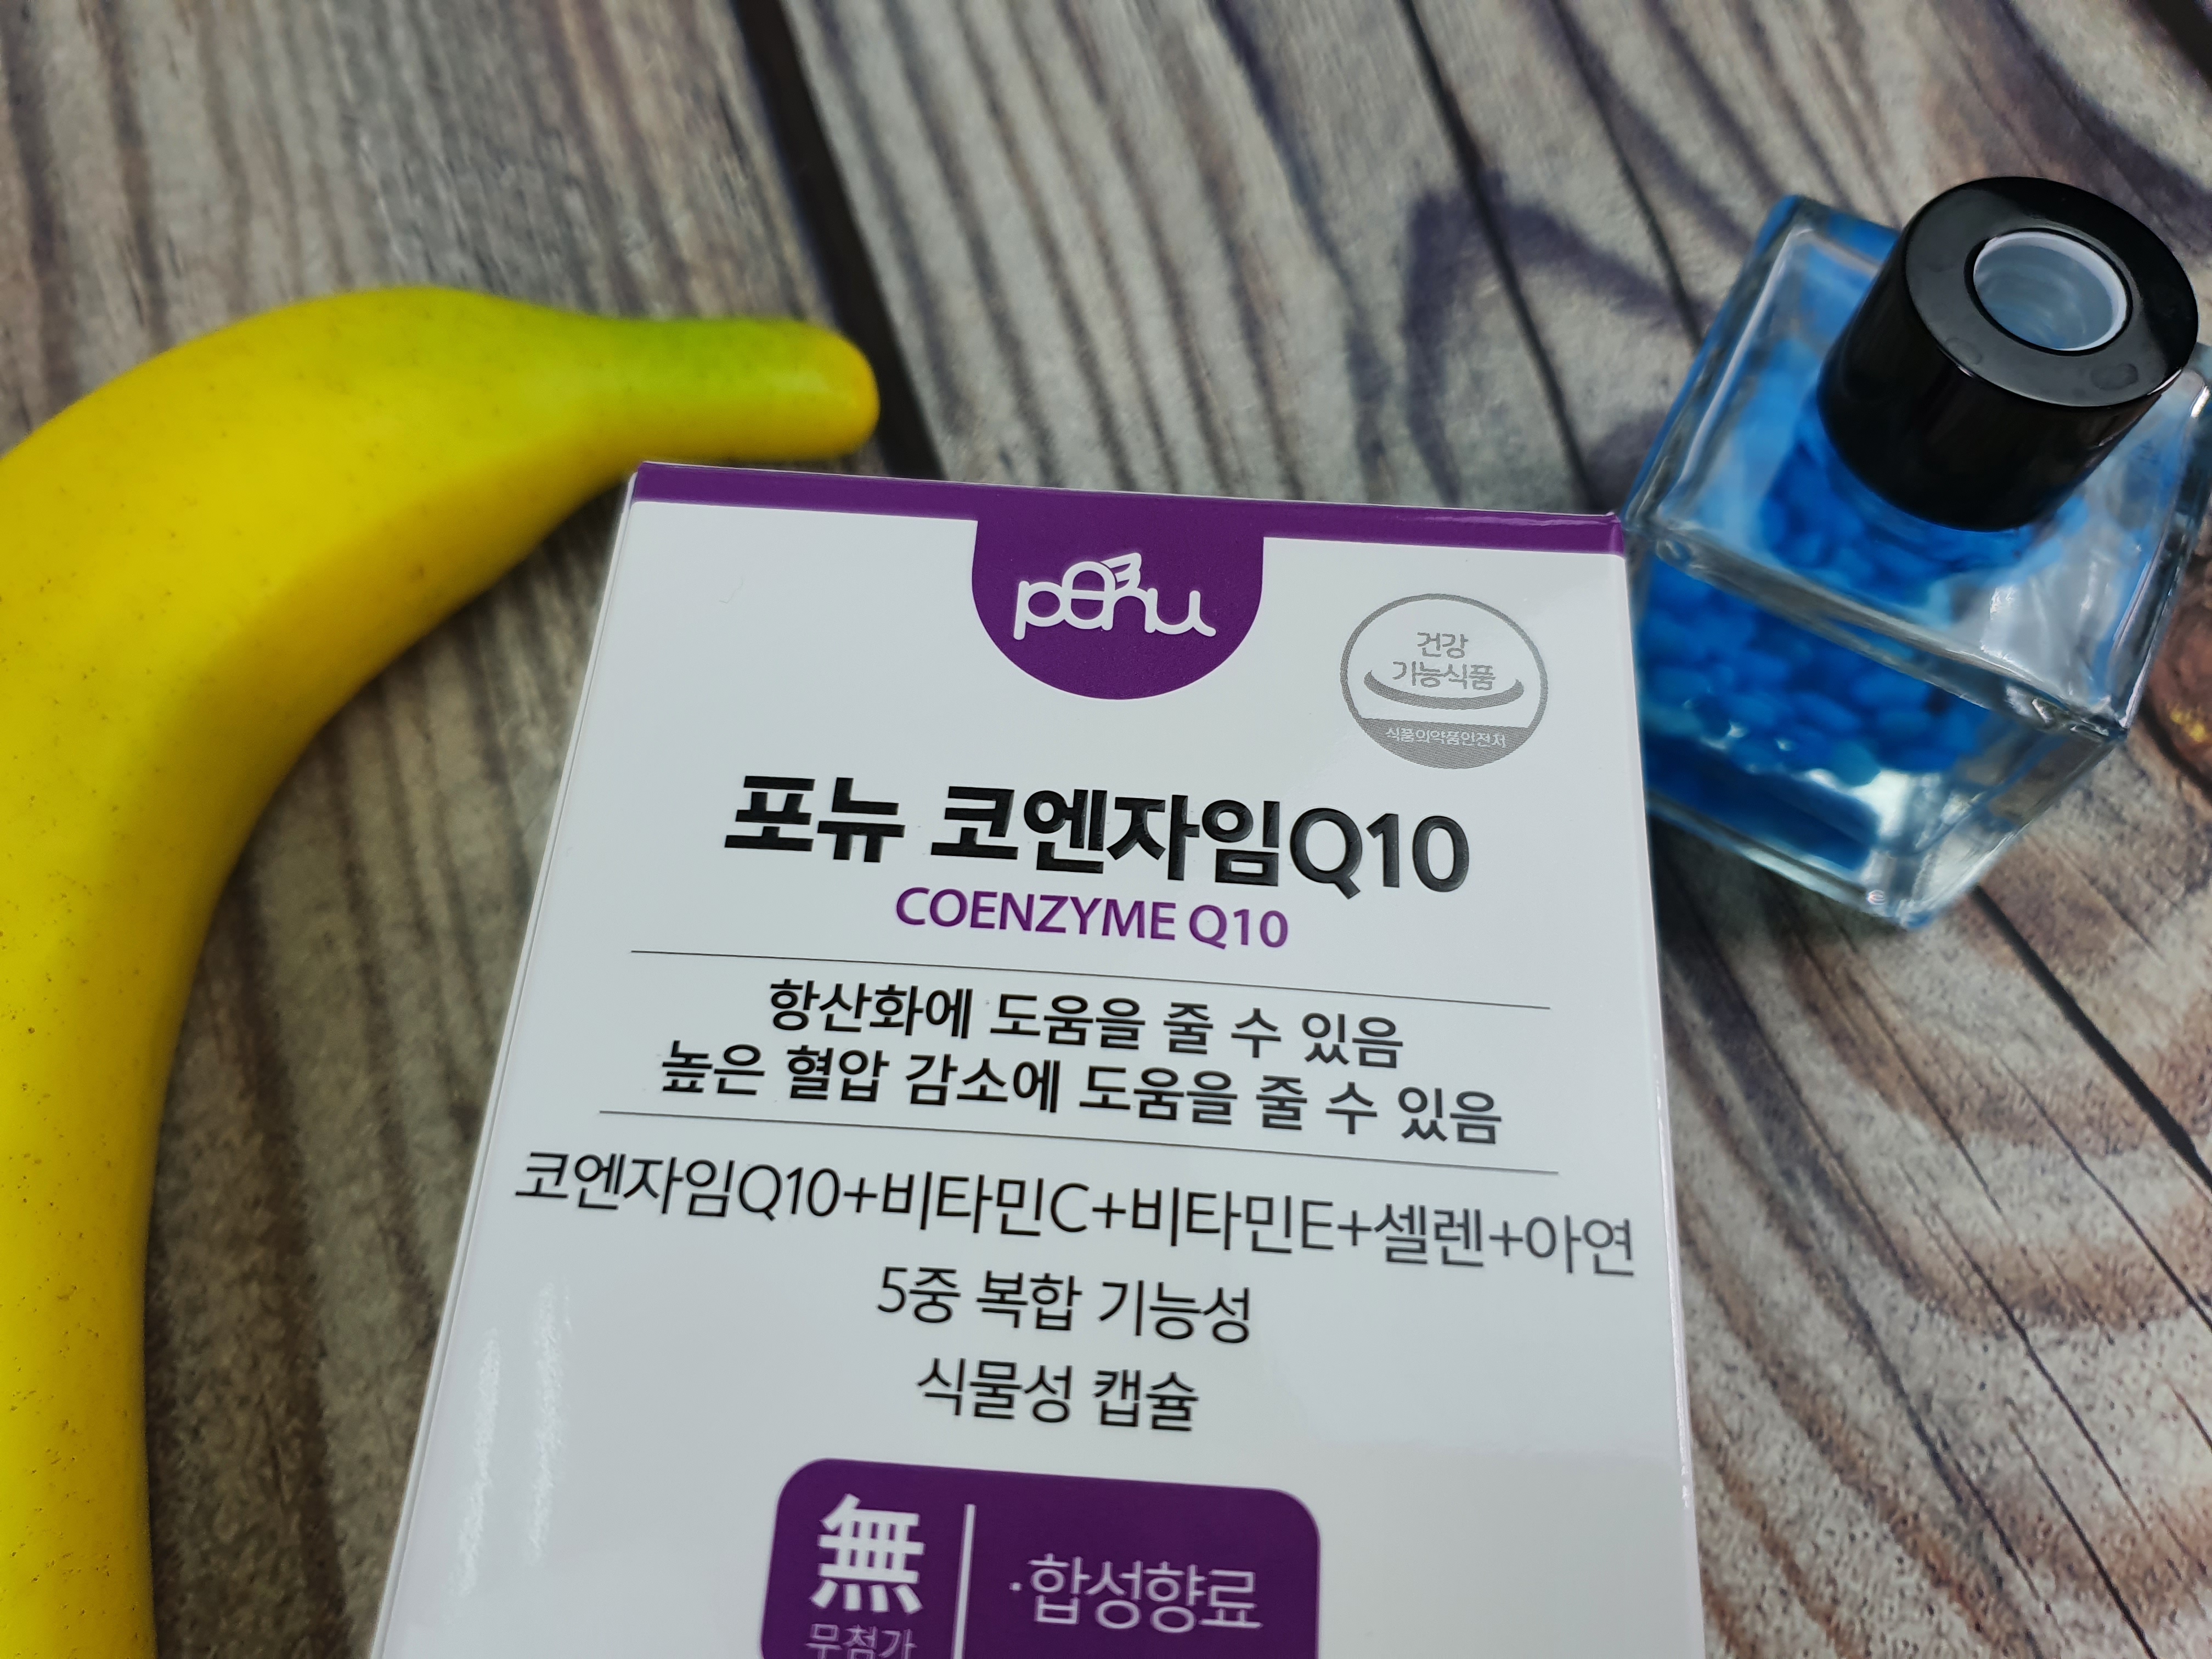 ponu
건강
기능식품
식품의약품안전처
포뉴 코엔자임Q10
COENZYME Q10
항산화에 도움을 줄 수 있음
높은 혈압 감소에 도움을 줄 수 있음
코엔자임Q10+비타민C+비타민E+셀렌+아연
5중 복합 기능성
식물성 캡슐
無
무첨가
·합성향료